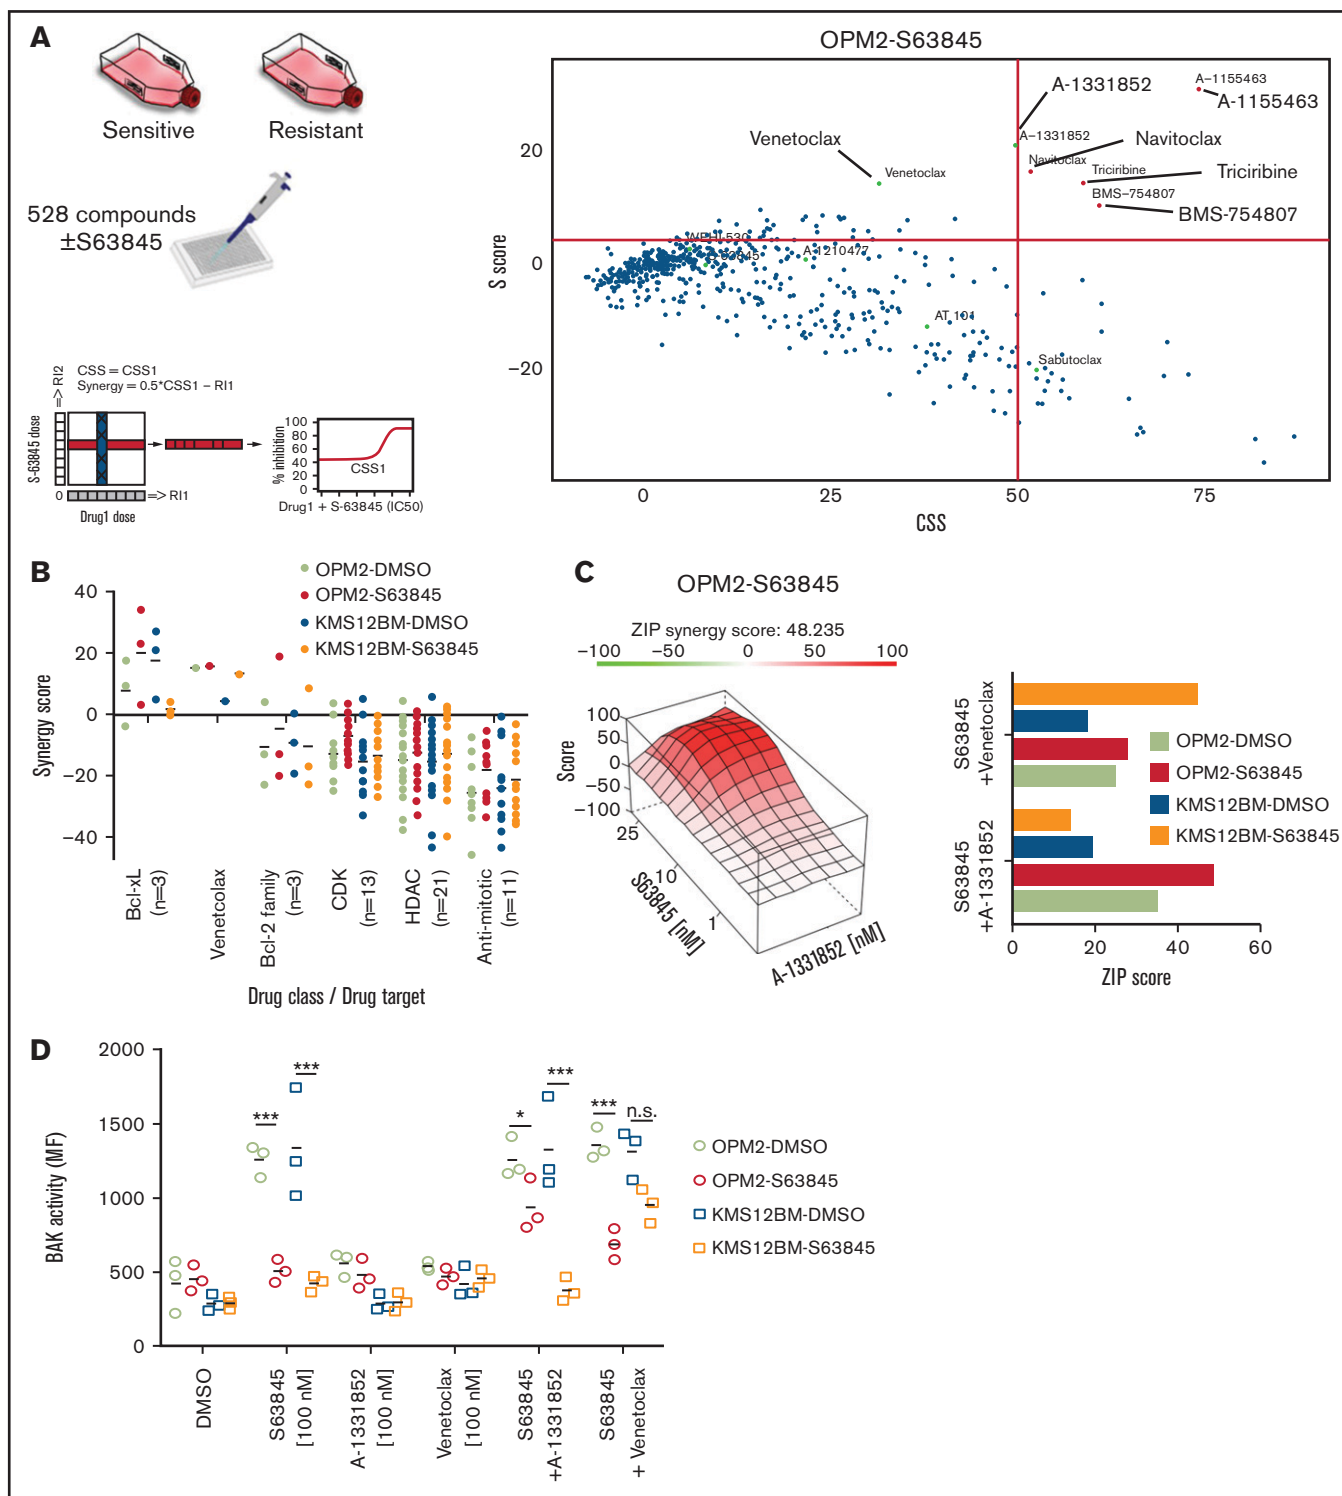 A
Sensitive
Resistant
528 compounds
±S63845
CSS = CSS1
Synergy = 0.5*CSS1 – RI1
=> RI2
S-63845 dose
0
=> RI1
Drug1 dose
% inhibition
100
80
60
40
20
0
CSS1
Drug1 + S-63845 (IC50)
OPM2-S63845
A-1331852
A-1155463
A-1155463
Venetoclax
A-1331852
Navitoclax
Navitoclax
Venetoclax
Triciribine
Triciribine
BMS-754807
BMS-754807
A-1210477
AT 101
Sabutoclax
S score
20
0
−20
0
25
50
75
CSS
B
OPM2-DMSO
OPM2-S63845
KMS12BM-DMSO
KMS12BM-S63845
Synergy score
40
20
0
−20
−40
Bcl-xL
(n=3)
Venetcolax
Bcl-2 family
(n=3)
CDK
(n=13)
HDAC
(n=21)
Anti-mitotic
(n=11)
Drug class / Drug target
C
OPM2-S63845
ZIP synergy score: 48.235
−100
−50
0
50
100
Score
100
50
0
−50
−100
25
10
1
S63845 [nM]
A-1331852 [nM]
S63845
+Venetoclax
S63845
+A-1331852
OPM2-DMSO
OPM2-S63845
KMS12BM-DMSO
KMS12BM-S63845
0
20
40
60
ZIP score
D
BAK activity (MF)
2000
1500
1000
500
0
***
***
*
***
***
n.s.
OPM2-DMSO
OPM2-S63845
KMS12BM-DMSO
KMS12BM-S63845
DMSO
S63845
[100 nM]
A-1331852
[100 nM]
Venetoclax
[100 nM]
S63845
+A-1331852
S63845
+ Venetoclax